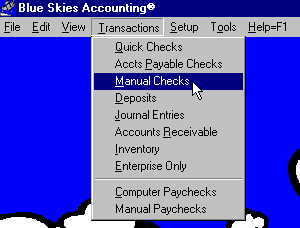 Blue Skies Accounting®
File Edit View Transactions Setup Tools Help=F1
Quick Checks
Accts Payable Checks
Manual Checks
Deposits
Journal Entries
Accounts Receivable
Inventory
Enterprise Only
Computer Paychecks
Manual Paychecks